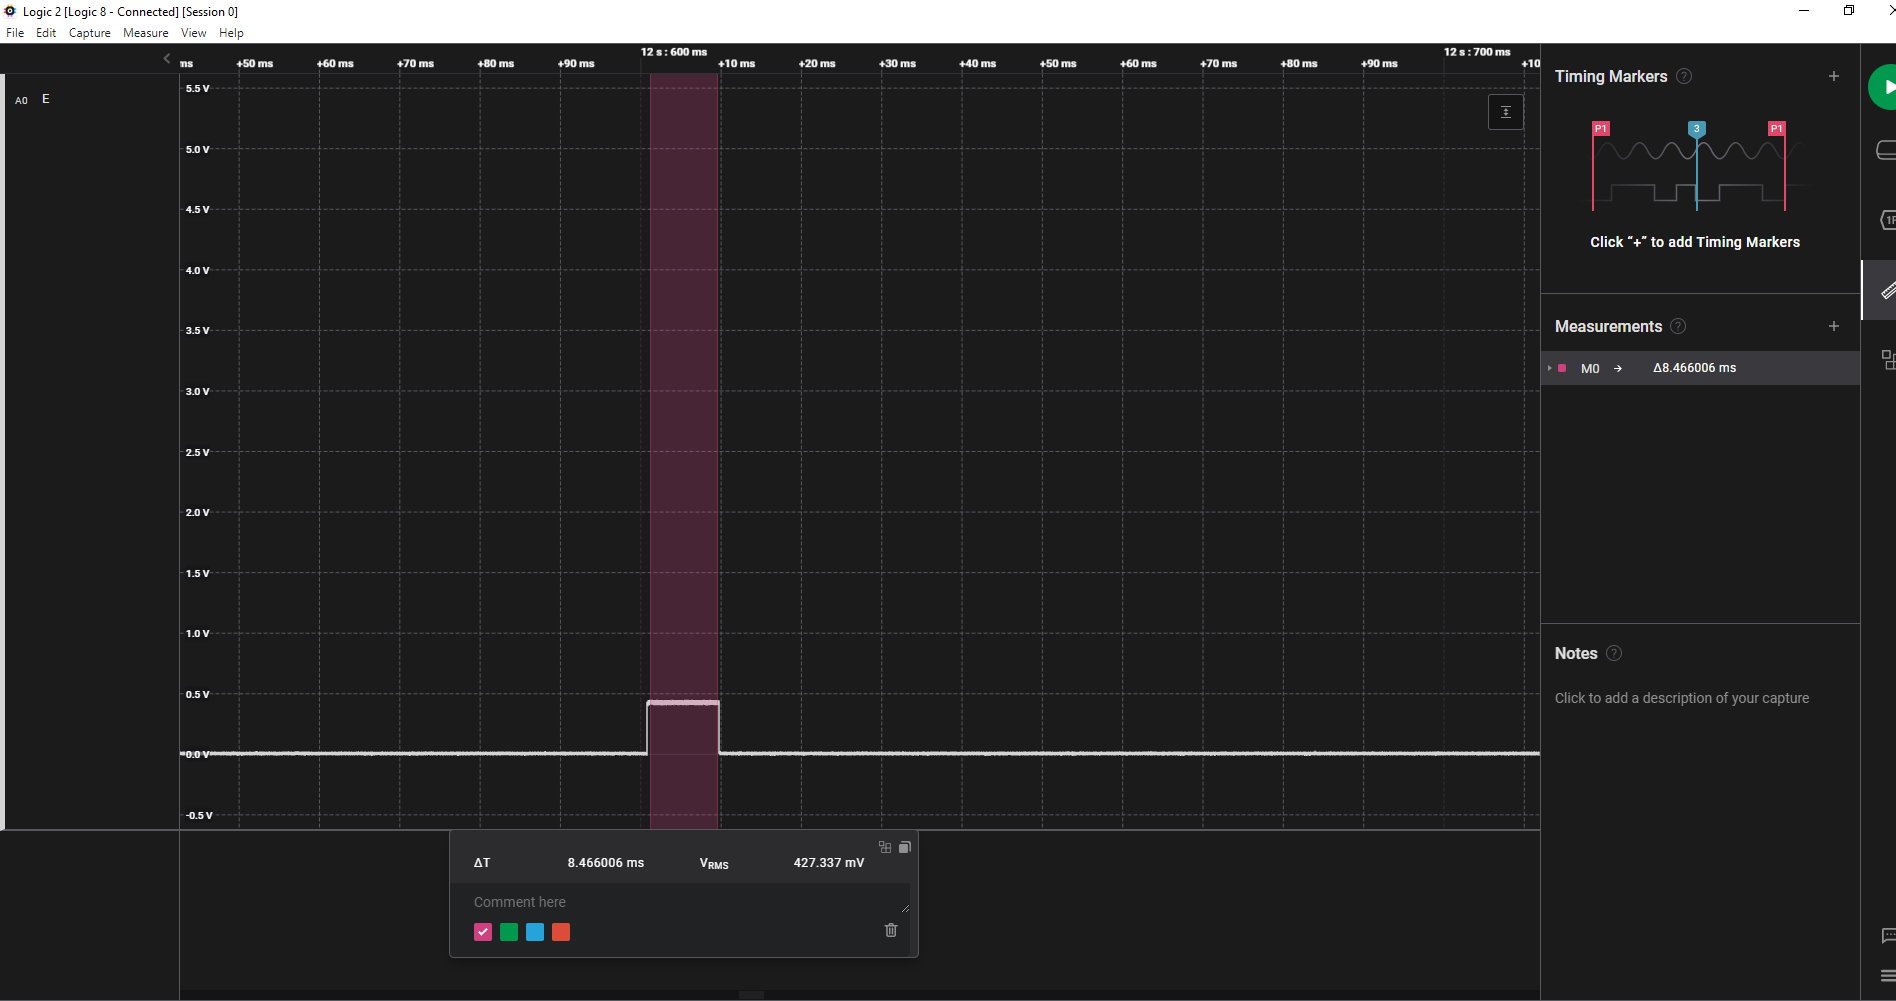 Logic 2 [Logic 8 - Connected] [Session 0]
File Edit Capture Measure View Help
12 s : 600 ms 12 s : 700 ms
ms +50 ms +60 ms +70 ms +80 ms +90 ms +10 ms +20 ms +30 ms +40 ms +50 ms +60 ms +70 ms +80 ms +90 ms +10
A0 E
5.5 V
5.0 V
4.5 V
4.0 V
3.5 V
3.0 V
2.5 V
2.0 V
1.5 V
1.0 V
0.5 V
0.0 V
-0.5 V
ΔT 8.466006 ms VRMS 427.337 mV
Comment here
Timing Markers ?
P1 3 P1
Click “+” to add Timing Markers
Measurements ?
M0 Δ8.466006 ms
Notes ?
Click to add a description of your capture